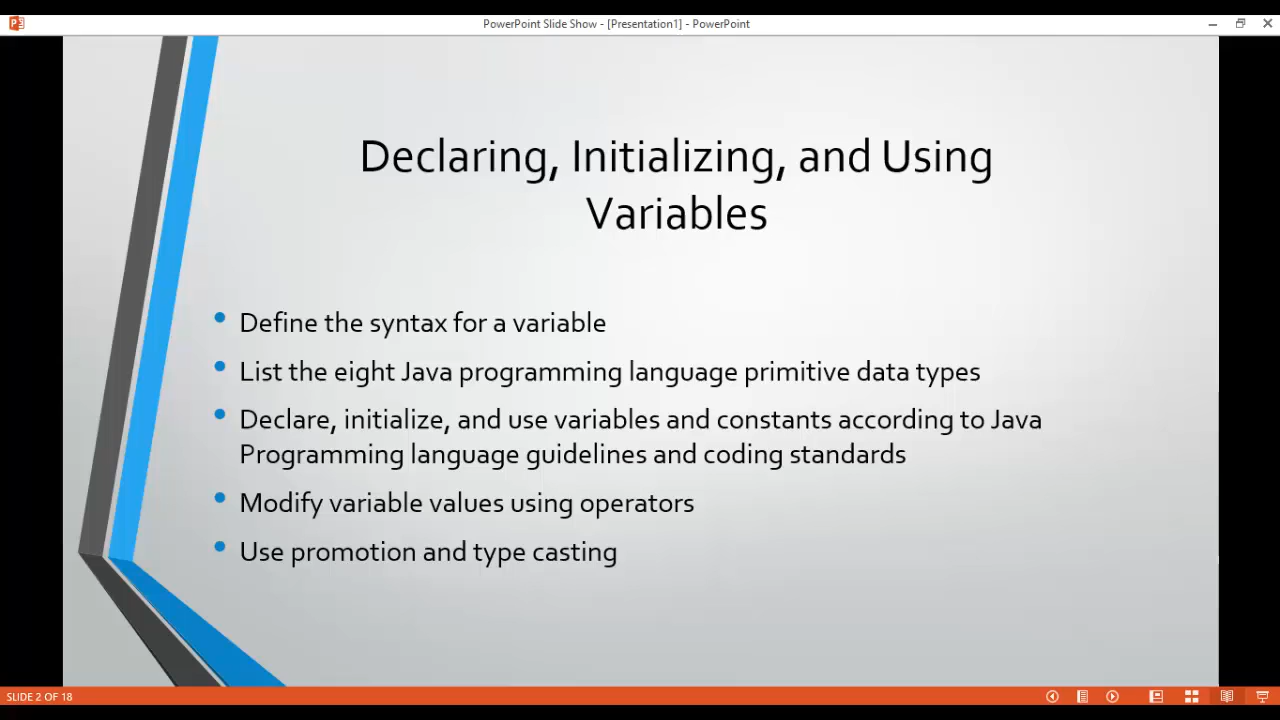 PowerPoint Slide Show - [Presentation1] - PowerPoint
Declaring, Initializing, and Using
Variables
• Define the syntax for a variable
• List the eight Java programming language primitive data types
• Declare, initialize, and use variables and constants according to Java
Programming language guidelines and coding standards
• Modify variable values using operators
• Use promotion and type casting
SLIDE 2 OF 18